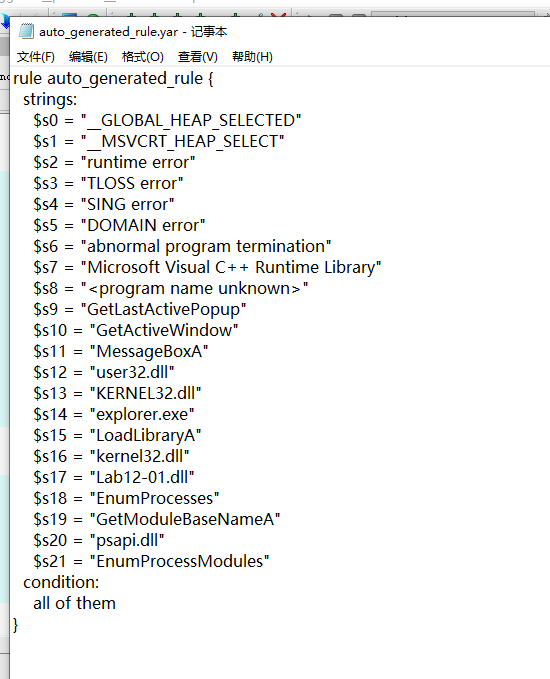 auto_generated_rule.yar - 记事本
文件(F) 编辑(E) 格式(O) 查看(V) 帮助(H)
rule auto_generated_rule {
  strings:
    $s0 = "__GLOBAL_HEAP_SELECTED"
    $s1 = "__MSVCRT_HEAP_SELECT"
    $s2 = "runtime error"
    $s3 = "TLOSS error"
    $s4 = "SING error"
    $s5 = "DOMAIN error"
    $s6 = "abnormal program termination"
    $s7 = "Microsoft Visual C++ Runtime Library"
    $s8 = "<program name unknown>"
    $s9 = "GetLastActivePopup"
    $s10 = "GetActiveWindow"
    $s11 = "MessageBoxA"
    $s12 = "user32.dll"
    $s13 = "KERNEL32.dll"
    $s14 = "explorer.exe"
    $s15 = "LoadLibraryA"
    $s16 = "kernel32.dll"
    $s17 = "Lab12-01.dll"
    $s18 = "EnumProcesses"
    $s19 = "GetModuleBaseNameA"
    $s20 = "psapi.dll"
    $s21 = "EnumProcessModules"
  condition:
    all of them
}